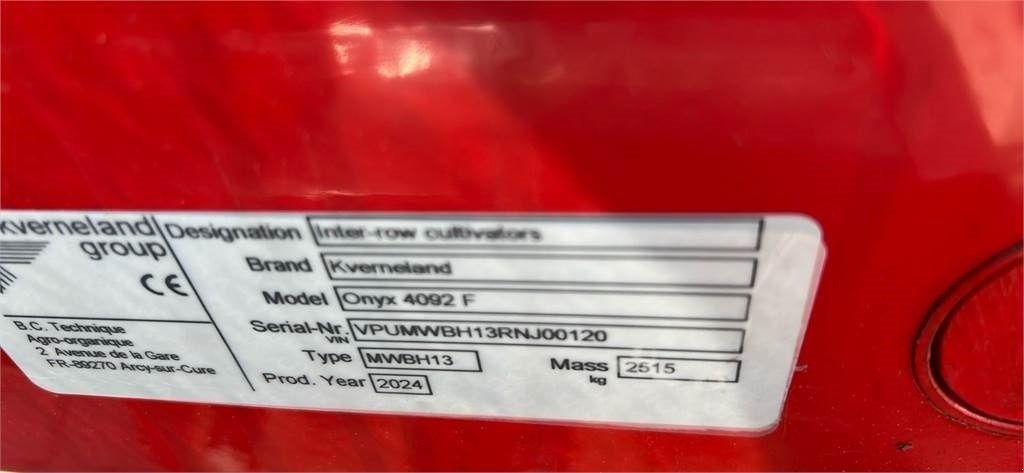 kverneland
group
CE
B.C. Technique
Agro-organique
2. Avenue de la Gare
FR-89270 Arcy-sur-Cure
Designation Inter-row cultivators
Brand Kverneland
Model Onyx 4092 F
Serial-Nr. VPUMWBH13RNJ00120
VIN
Type MWBH13
Mass 2515
kg
Prod. Year 2024